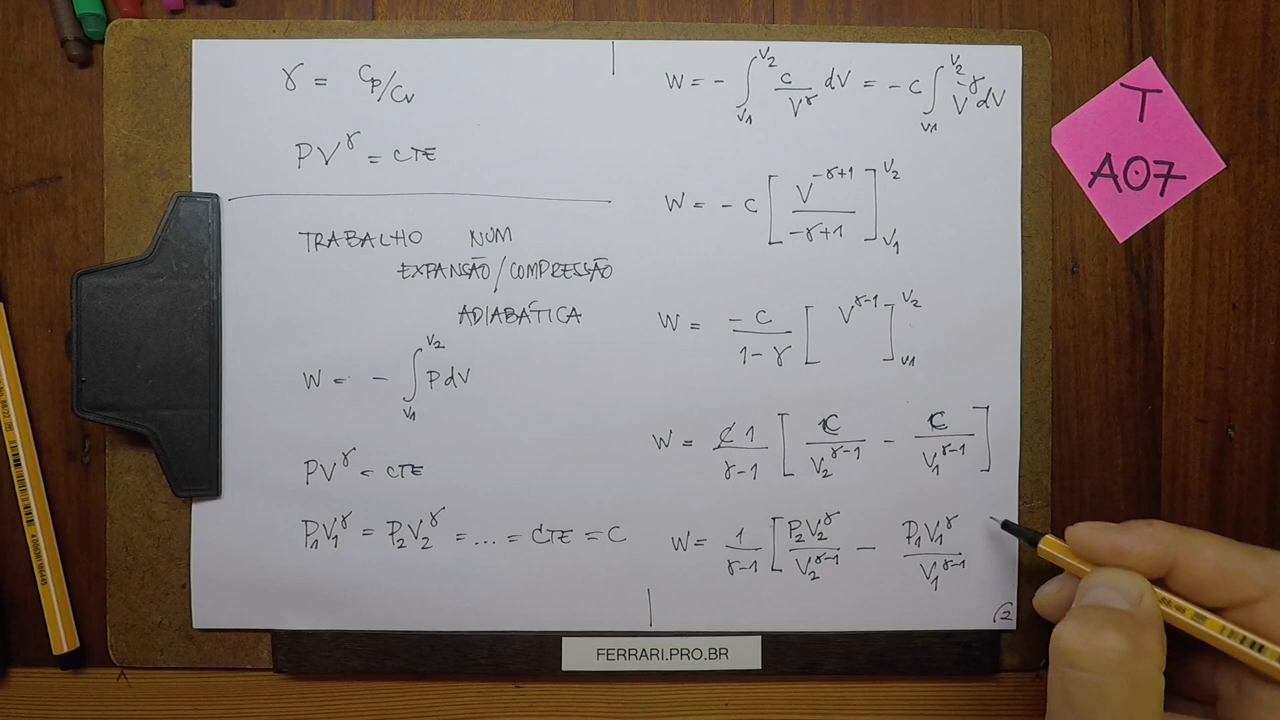 γ = Cp/Cv
PV^γ = CTE
TRABALHO NUM
EXPANSÃO/COMPRESSÃO
ADIABÁTICA
W = - ∫_{V1}^{V2} P dV
PV^γ = CTE
P₁V₁^γ = P₂V₂^γ = ... = CTE = C
W = - ∫_{V1}^{V2} C/V^γ dV = - C ∫_{V1}^{V2} V^{-γ} dV
W = - C [ V^{-γ+1} / -γ+1 ]_{V1}^{V2}
W = -C / 1-γ [ V^{γ-1} ]_{V1}^{V2}
W = 1 / γ-1 [ C / V₂^{γ-1} - C / V₁^{γ-1} ]
W = 1 / γ-1 [ P₂V₂^γ / V₂^{γ-1} - P₁V₁^γ / V₁^{γ-1}
2
T
A07
FERRARI.PRO.BR